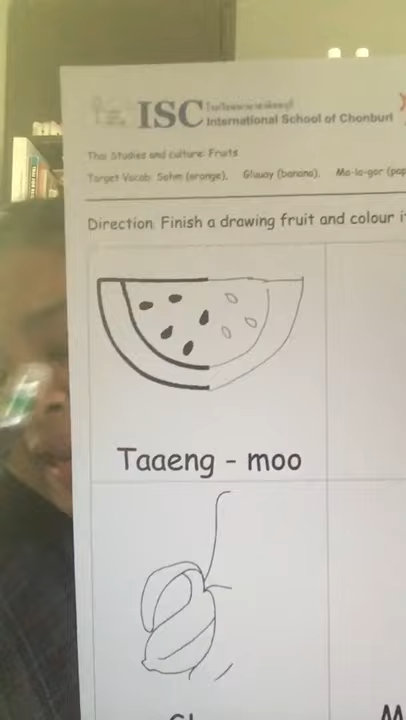 ISC
International School of Chonburi
Thai Studies and culture: Fruits
Target Vocab: Sohm (orange), Gluuay (banana), Ma-la-gor (pap
Direction: Finish a drawing fruit and colour i
Taaeng - moo